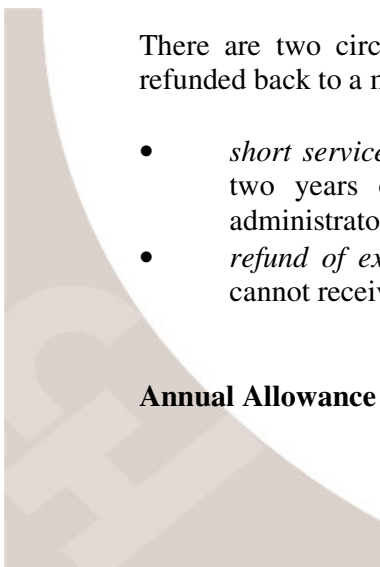 There are two circ
refunded back to a
• short service
two years
administrato
• refund of ex
cannot receiv
Annual Allowance